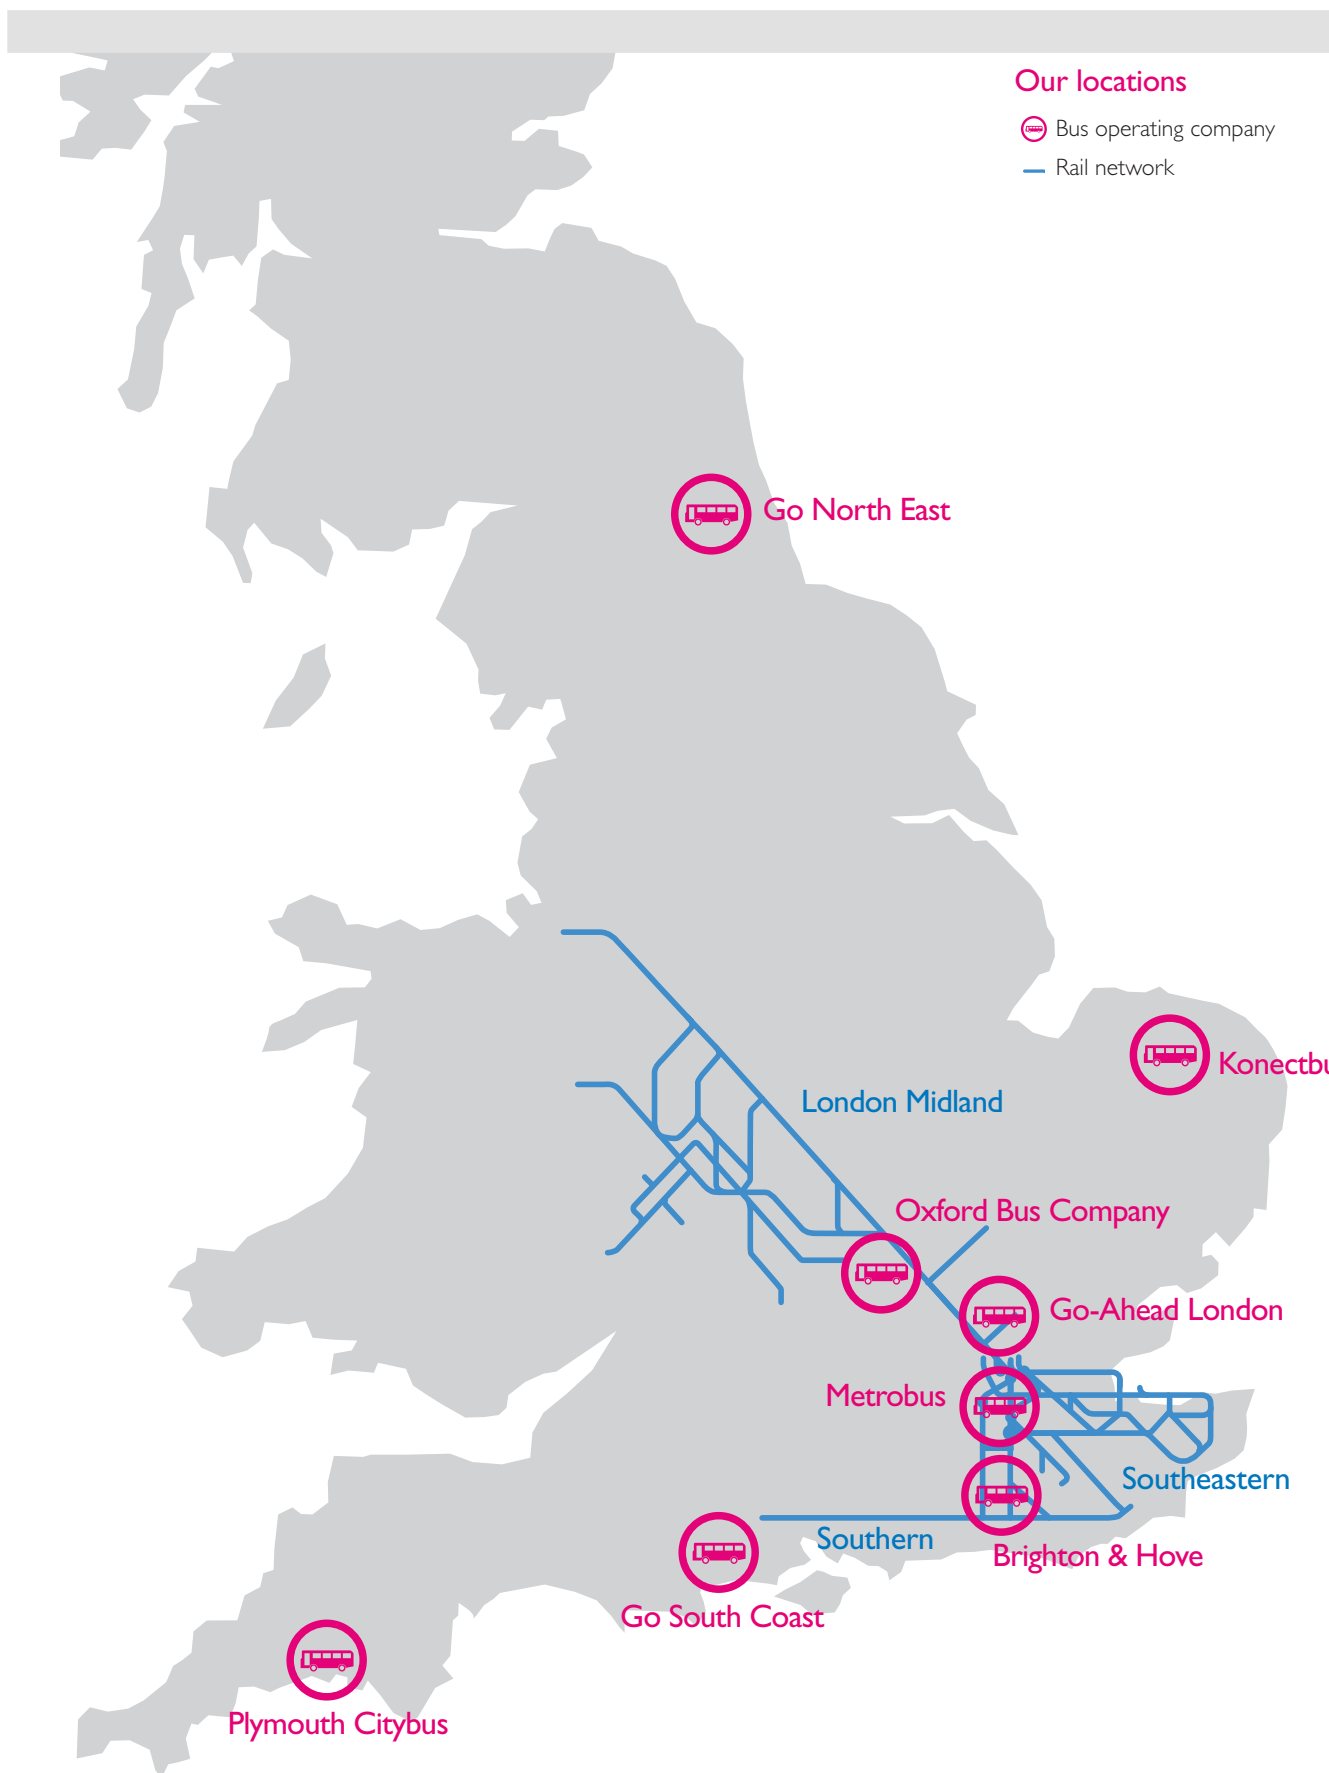 Our locations
Bus operating company
Rail network
Go North East
Konectbu
London Midland
Oxford Bus Company
Go-Ahead London
Metrobus
Southeastern
Southern
Brighton & Hove
Go South Coast
Plymouth Citybus